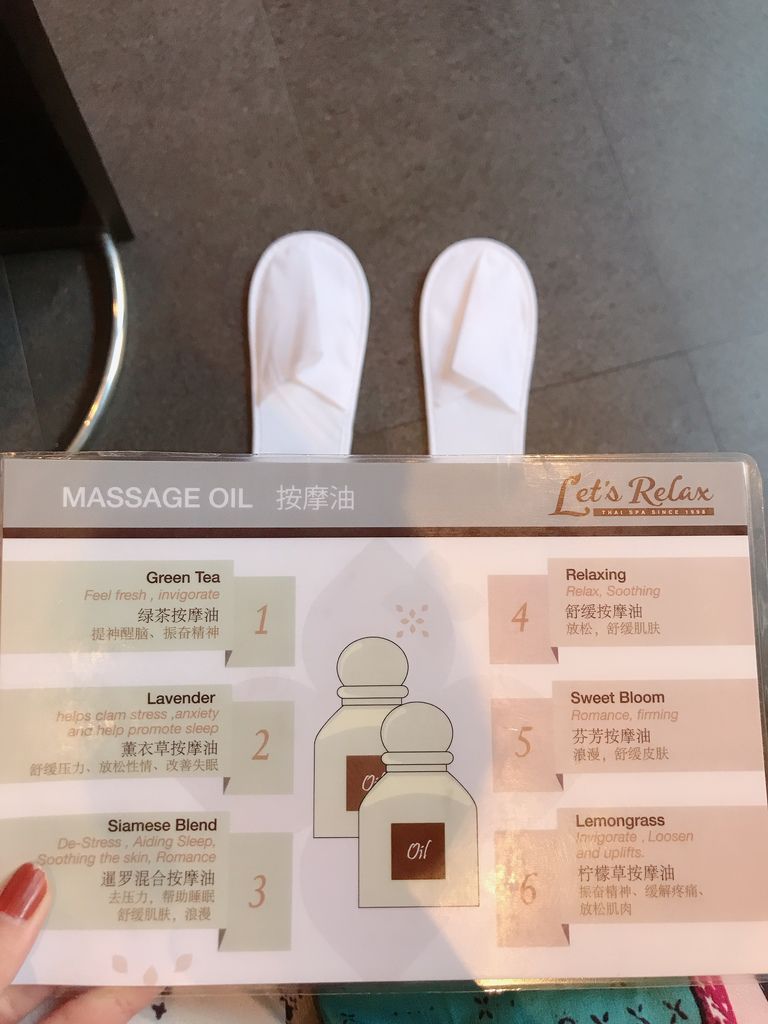 MASSAGE OIL 按摩油
Let's Relax
THAI SPA SINCE 1998
Green Tea
Feel fresh , invigorate
绿茶按摩油
提神醒脑、振奋精神
1
Lavender
helps clam stress ,anxiety
and help promote sleep
薰衣草按摩油
舒缓压力、放松性情、改善失眠
2
Siamese Blend
De-Stress , Aiding Sleep,
Soothing the skin, Romance
暹罗混合按摩油
去压力，帮助睡眠
舒缓肌肤，浪漫
3
Oil
Oil
4
Relaxing
Relax, Soothing
舒缓按摩油
放松，舒缓肌肤
5
Sweet Bloom
Romance, firming
芬芳按摩油
浪漫，舒缓皮肤
6
Lemongrass
Invigorate , Loosen
and uplifts.
柠檬草按摩油
振奋精神、缓解疼痛、
放松肌肉